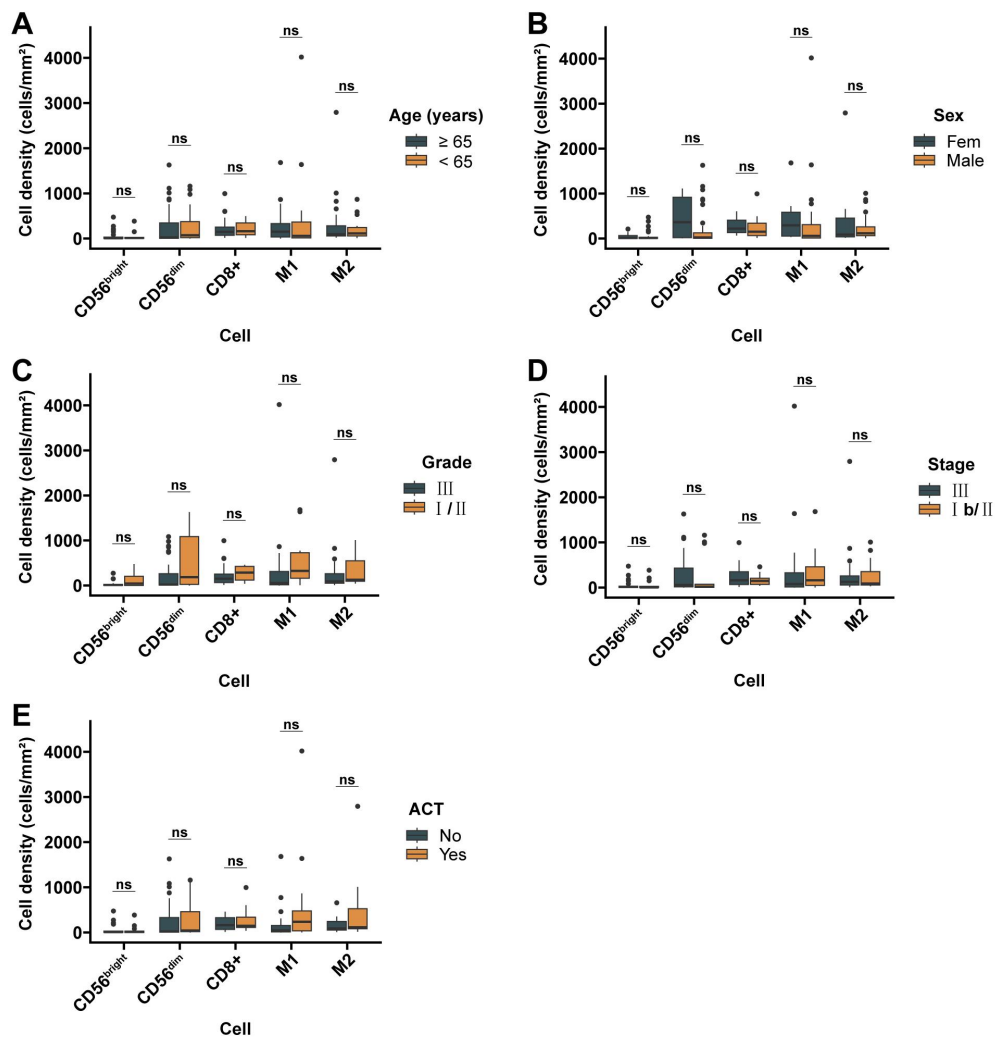 A
Cell density (cells/mm²)
4000
3000
2000
1000
0
ns
ns
ns
ns
ns
CD56bright
CD56dim
CD8+
M1
M2
Cell
Age (years)
≥ 65
< 65
B
Cell density (cells/mm²)
4000
3000
2000
1000
0
ns
ns
ns
ns
ns
CD56bright
CD56dim
CD8+
M1
M2
Cell
Sex
Fem
Male
C
Cell density (cells/mm²)
4000
3000
2000
1000
0
ns
ns
ns
ns
ns
CD56bright
CD56dim
CD8+
M1
M2
Cell
Grade
III
I / II
D
Cell density (cells/mm²)
4000
3000
2000
1000
0
ns
ns
ns
ns
ns
CD56bright
CD56dim
CD8+
M1
M2
Cell
Stage
III
I b/ II
E
Cell density (cells/mm²)
4000
3000
2000
1000
0
ns
ns
ns
ns
ns
CD56bright
CD56dim
CD8+
M1
M2
Cell
ACT
No
Yes